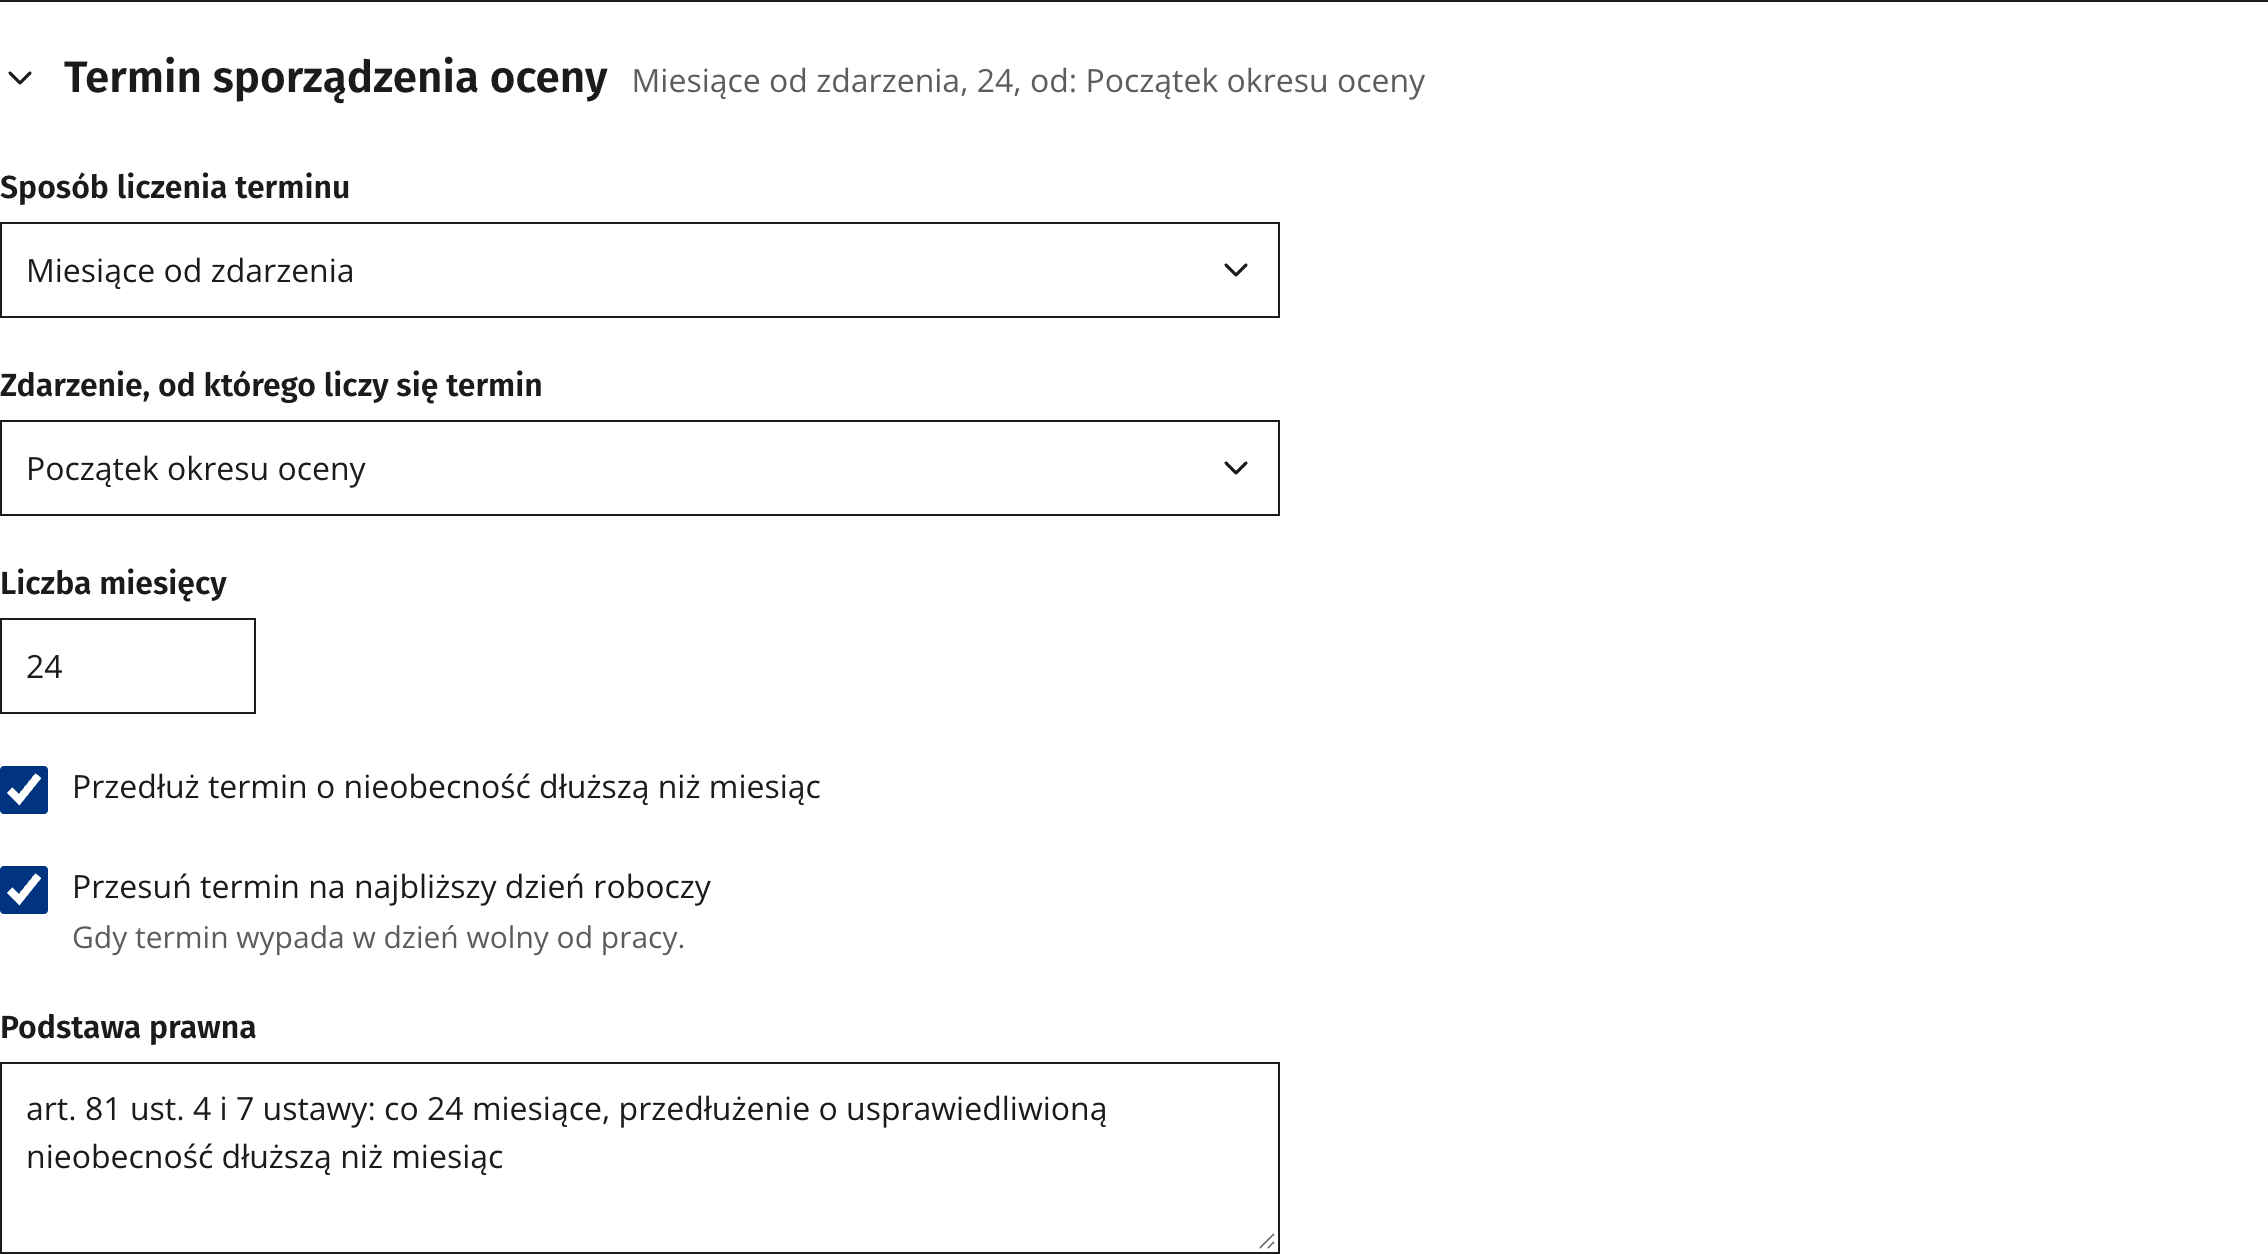 Termin sporządzenia oceny Miesiące od zdarzenia, 24, od: Początek okresu oceny
Sposób liczenia terminu
Miesiące od zdarzenia
Zdarzenie, od którego liczy się termin
Początek okresu oceny
Liczba miesięcy
24
Przedłuż termin o nieobecność dłuższą niż miesiąc
Przesuń termin na najbliższy dzień roboczy
Gdy termin wypada w dzień wolny od pracy.
Podstawa prawna
art. 81 ust. 4 i 7 ustawy: co 24 miesiące, przedłużenie o usprawiedliwioną
nieobecność dłuższą niż miesiąc